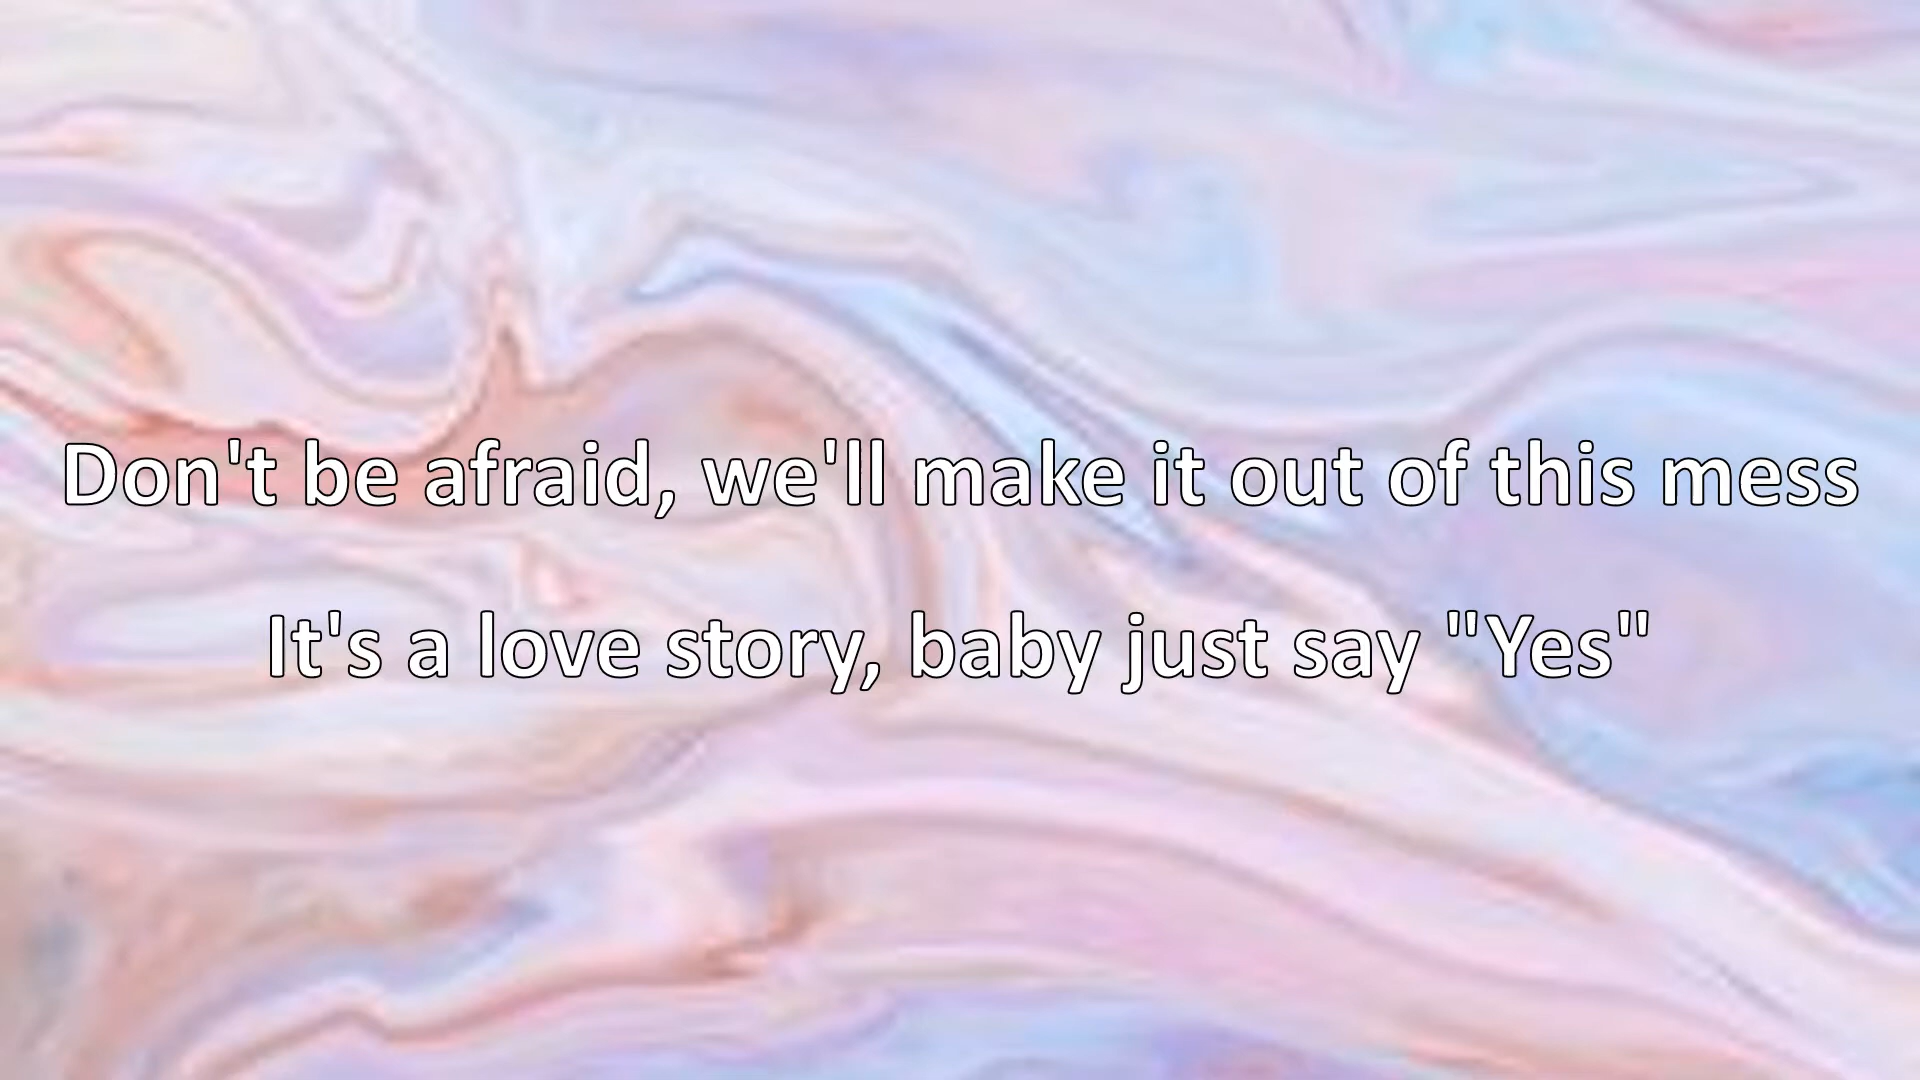 Don't be afraid, we'll make it out of this mess
It's a love story, baby just say "Yes"